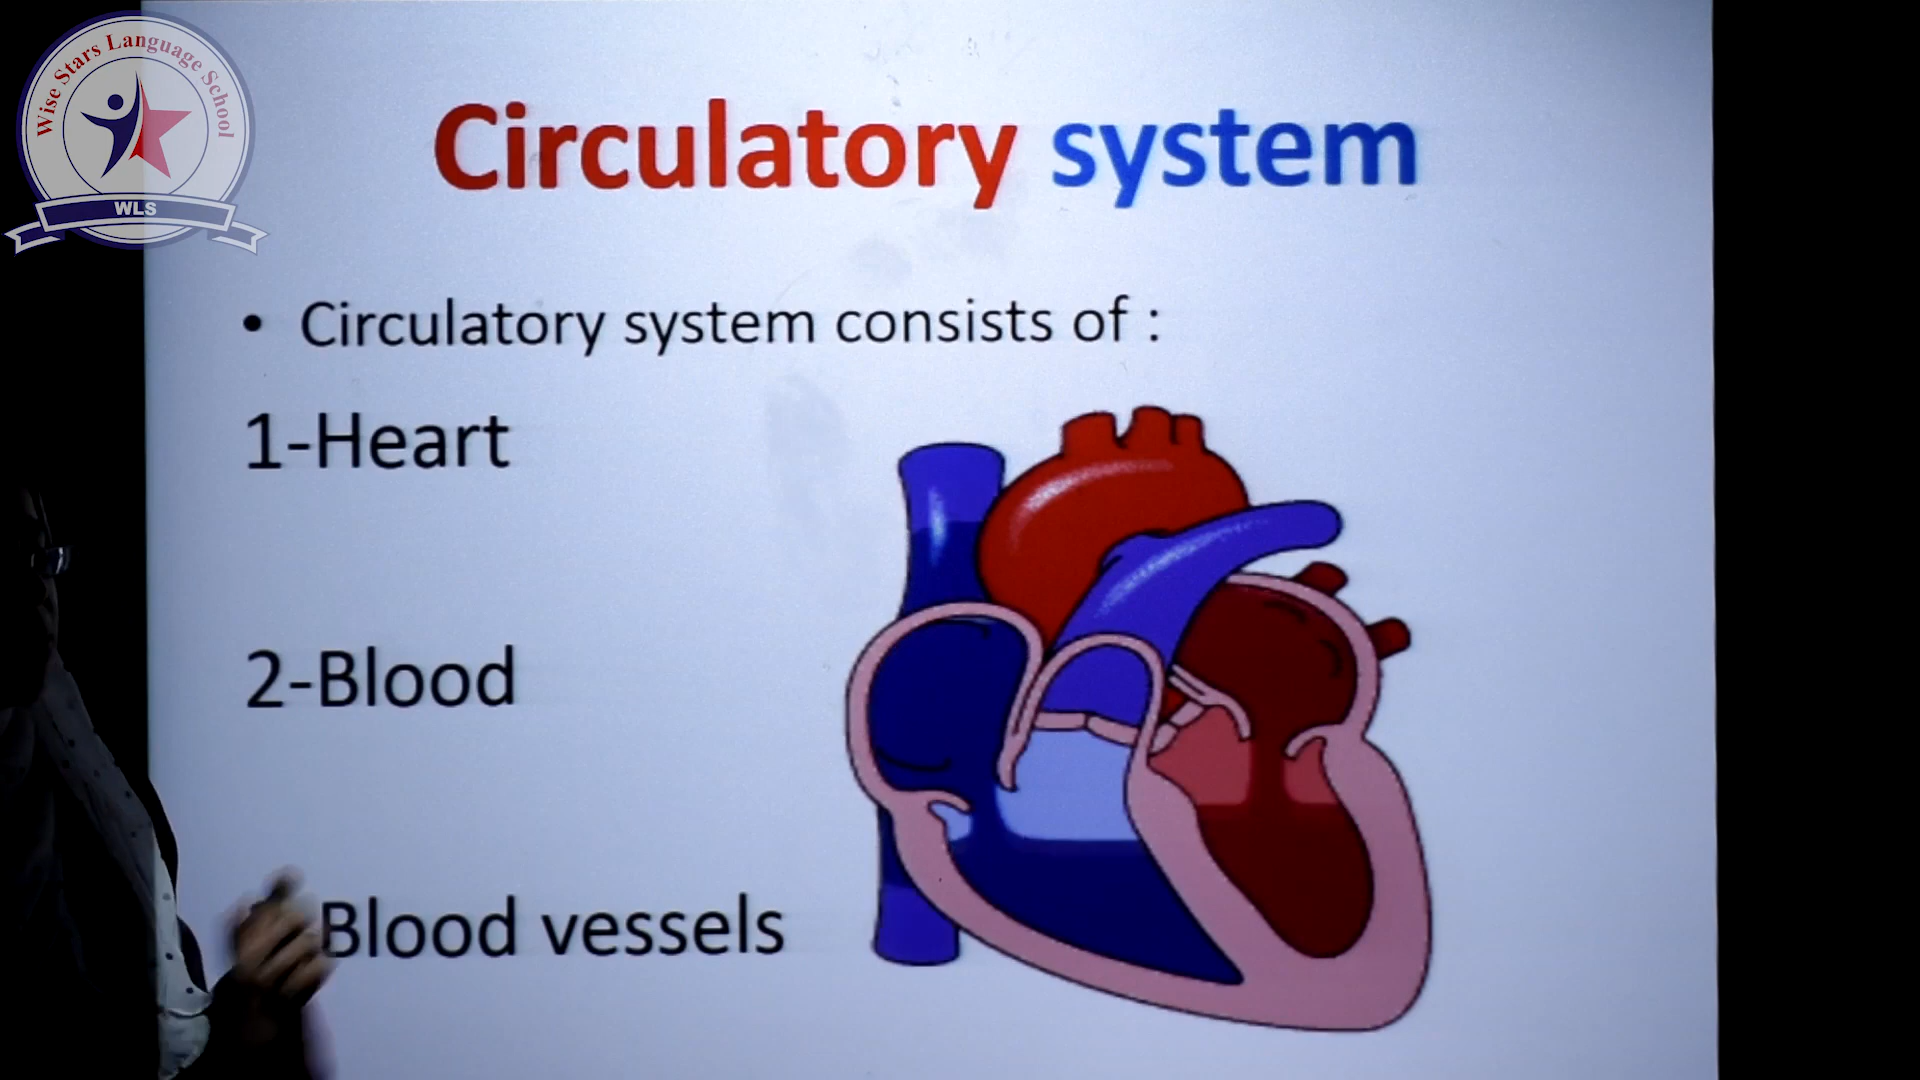 Wise Stars Language School
WLS
Circulatory system
• Circulatory system consists of :
1-Heart
2-Blood
Blood vessels